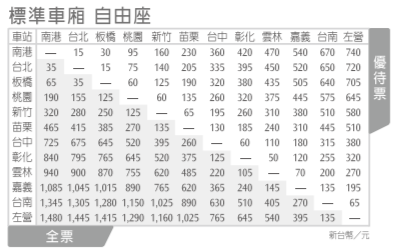 標準車廂 自由座
車站 南港 台北 板橋 桃園 新竹 苗栗 台中 彰化 雲林 嘉義 台南 左營
南港 — 15 30 95 160 230 360 420 470 540 670 740
台北 35 — 15 75 140 205 335 395 450 520 650 720
板橋 65 35 — 60 125 190 320 380 435 505 640 705
桃園 190 155 125 — 60 135 260 320 375 445 575 645
新竹 320 280 250 125 — 65 195 260 310 380 510 580
苗栗 465 415 385 270 135 — 130 185 240 310 445 510
台中 725 675 645 520 395 260 — 60 110 180 315 380
彰化 840 795 765 645 520 375 125 — 50 120 255 320
雲林 940 900 870 755 620 485 220 105 — 70 200 270
嘉義 1,085 1,045 1,015 890 765 620 365 240 145 — 135 195
台南 1,345 1,305 1,280 1,150 1,025 890 630 510 405 270 — 65
左營 1,480 1,445 1,415 1,290 1,160 1,025 765 645 540 395 135 —
優待票
全票
新台幣／元